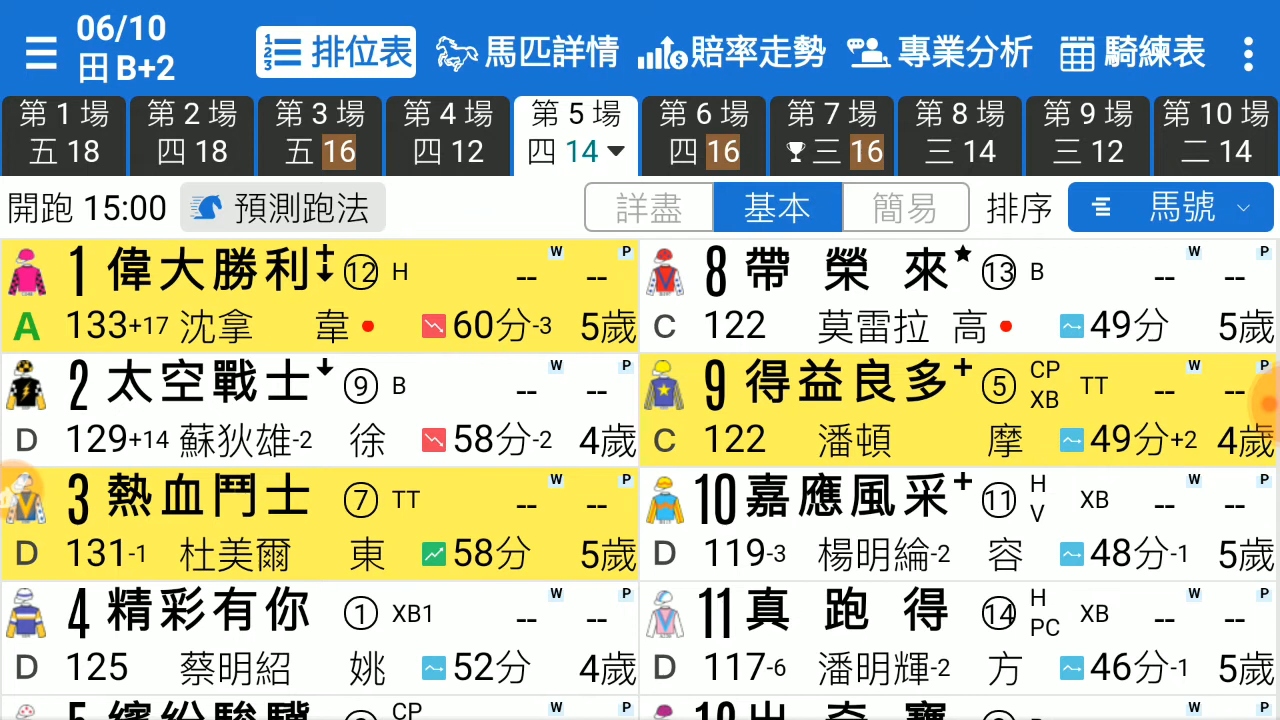 06/10
田 B+2
排位表
馬匹詳情
賠率走勢
專業分析
騎練表
第 1 場
五 18
第 2 場
四 18
第 3 場
五 16
第 4 場
四 12
第 5 場
四 14
第 6 場
四 16
第 7 場
三 16
第 8 場
三 14
第 9 場
三 12
第 10 場
二 14
開跑 15:00
預測跑法
詳盡
基本
簡易
排序
馬號
1 偉大勝利 ‡ ⑫ H -- W -- P
A 133+17 沈拿 韋 60分-3 5歲
2 太空戰士 ⑨ B -- W -- P
D 129+14 蘇狄雄-2 徐 58分-2 4歲
3 熱血鬥士 ⑦ TT -- W -- P
D 131-1 杜美爾 東 58分 5歲
4 精彩有你 ① XB1 -- W -- P
D 125 蔡明紹 姚 52分 4歲
CP W P
8 帶榮來★ ⑬ B -- W -- P
C 122 莫雷拉 高 49分 5歲
9 得益良多+ ⑤ CP XB TT -- W -- P
C 122 潘頓 摩 49分+2 4歲
10 嘉應風采+ ⑪ H V XB -- W -- P
D 119-3 楊明綸-2 容 48分-1 5歲
11 真跑得 ⑭ H PC XB -- W -- P
D 117-6 潘明輝-2 方 46分-1 5歲
W P